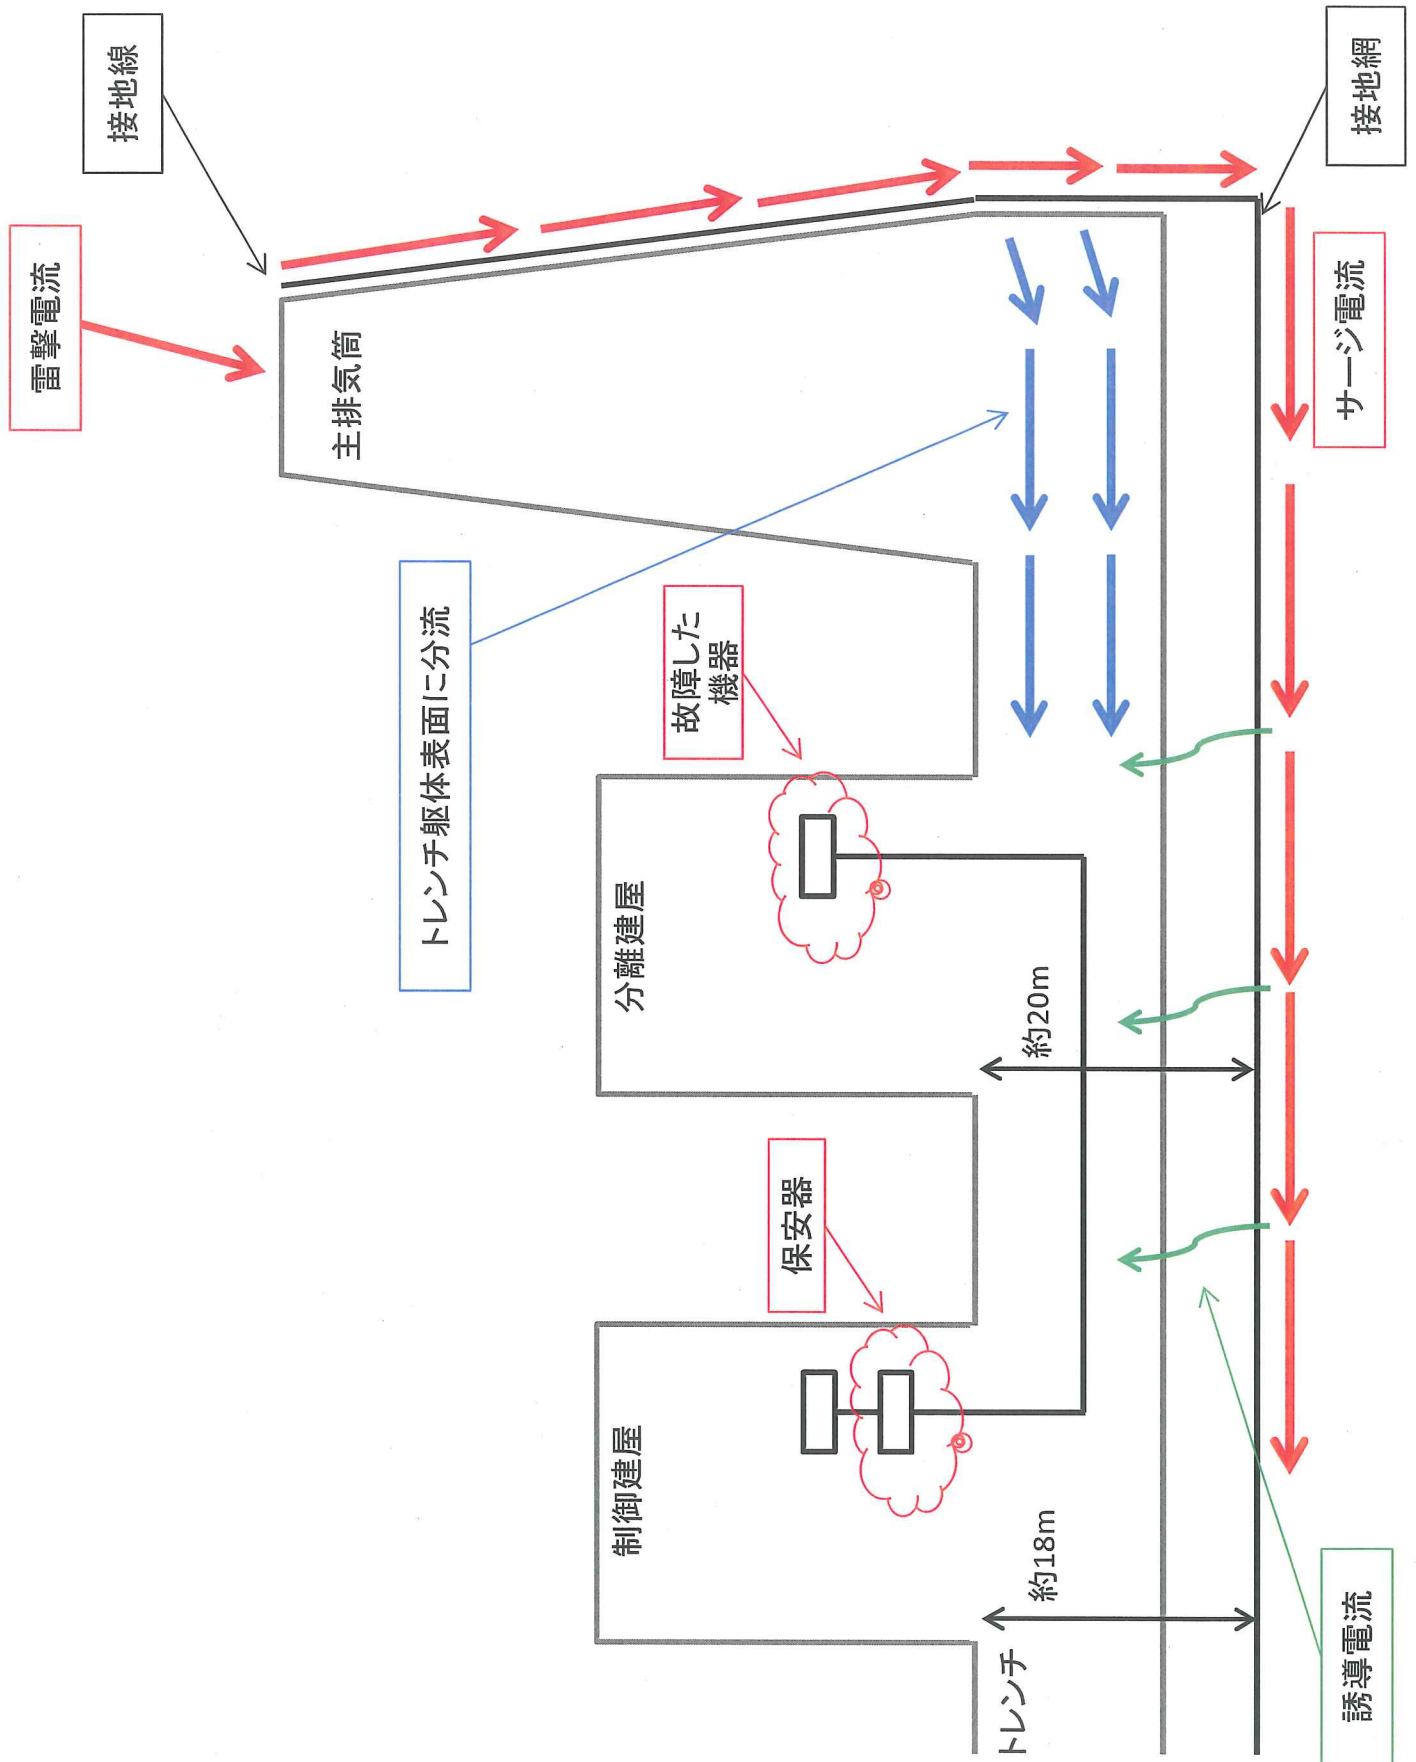 雷撃電流
接地線
主排気筒
トレンチ躯体表面に分流
故障した
機器
分離建屋
保安器
制御建屋
約20m
約18m
トレンチ
サージ電流
接地網
誘導電流